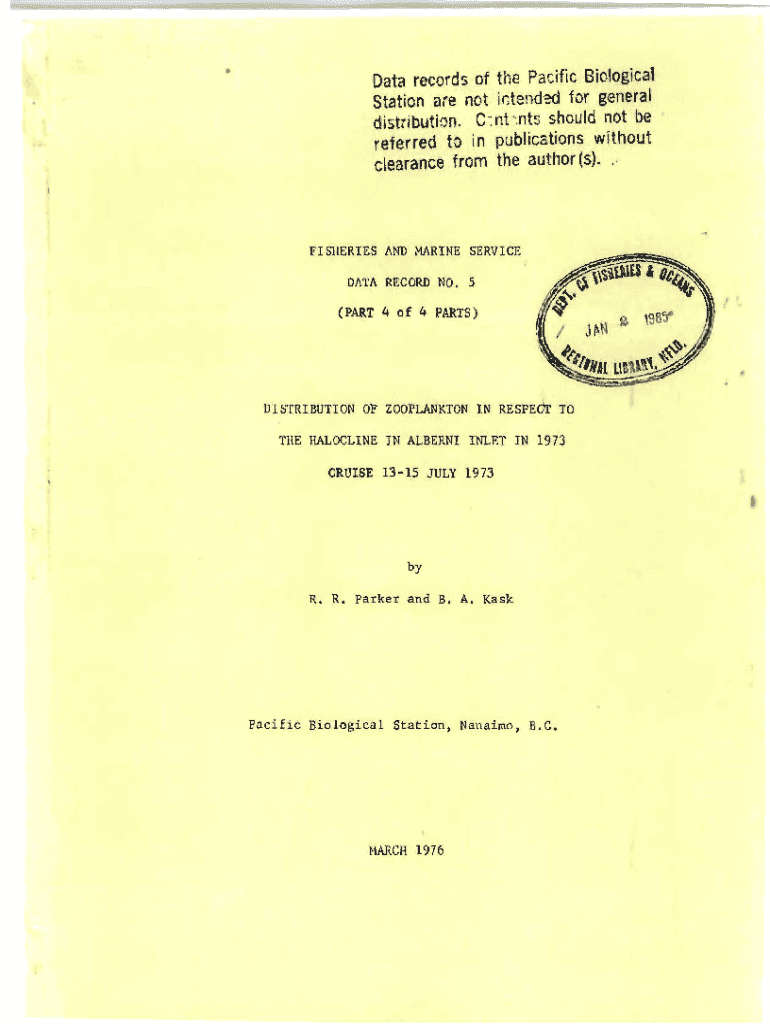 Data records of the Pacific Biological
Station are not intended for general
distribution. Contents should not be
referred to in publications without
clearance from the author(s).
FISHERIES AND MARINE SERVICE
DATA RECORD NO. 5
(PART 4 of 4 PARTS)
DEPT. OF FISHERIES & OCEANS
JAN 2 1985
REGIONAL LIBRARY, NFLD.
DISTRIBUTION OF ZOOPLANKTON IN RESPECT TO
THE HALOCLINE IN ALBERNI INLET IN 1973
CRUISE 13-15 JULY 1973
by
R. R. Parker and B. A. Kask
Pacific Biological Station, Nanaimo, B.C.
MARCH 1976